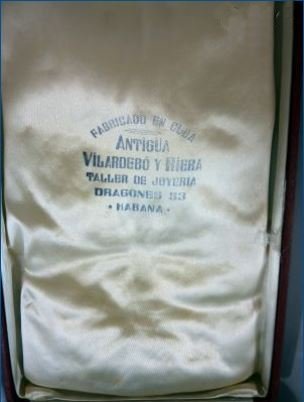 FABRICADO EN CUBA
ANTIGUA
VILARDEBÓ Y RIERA
TALLER DE JOYERIA
DRAGONES 53
· HABANA ·